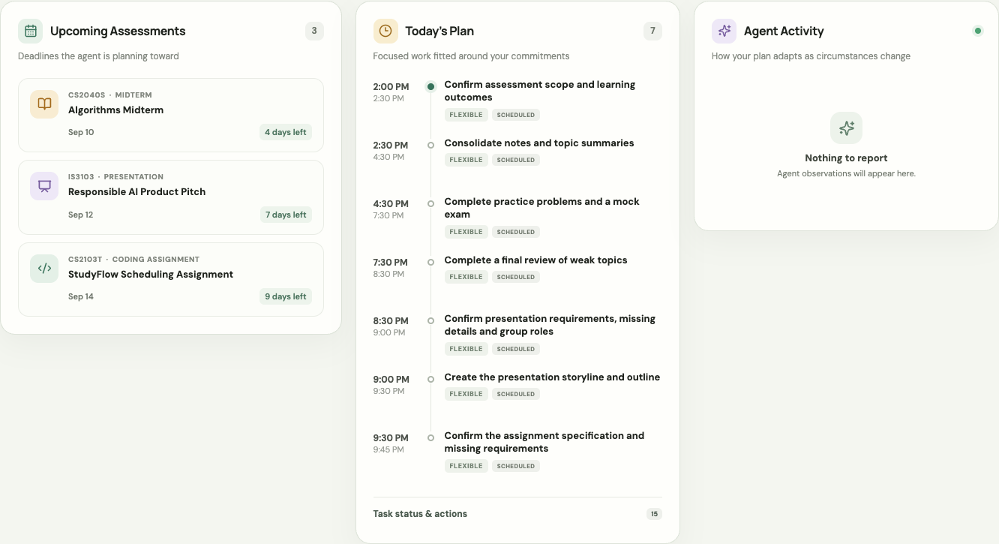 Upcoming Assessments
3
Deadlines the agent is planning toward
CS2040S · MIDTERM
Algorithms Midterm
Sep 10
4 days left
IS3103 · PRESENTATION
Responsible AI Product Pitch
Sep 12
7 days left
CS2103T · CODING ASSIGNMENT
StudyFlow Scheduling Assignment
Sep 14
9 days left
Today's Plan
7
Focused work fitted around your commitments
2:00 PM
2:30 PM
Confirm assessment scope and learning
outcomes
FLEXIBLE SCHEDULED
2:30 PM
4:30 PM
Consolidate notes and topic summaries
FLEXIBLE SCHEDULED
4:30 PM
7:30 PM
Complete practice problems and a mock
exam
FLEXIBLE SCHEDULED
7:30 PM
8:30 PM
Complete a final review of weak topics
FLEXIBLE SCHEDULED
8:30 PM
9:00 PM
Confirm presentation requirements, missing
details and group roles
FLEXIBLE SCHEDULED
9:00 PM
9:30 PM
Create the presentation storyline and outline
FLEXIBLE SCHEDULED
9:30 PM
9:45 PM
Confirm the assignment specification and
missing requirements
FLEXIBLE SCHEDULED
Task status & actions
15
Agent Activity
How your plan adapts as circumstances change
Nothing to report
Agent observations will appear here.